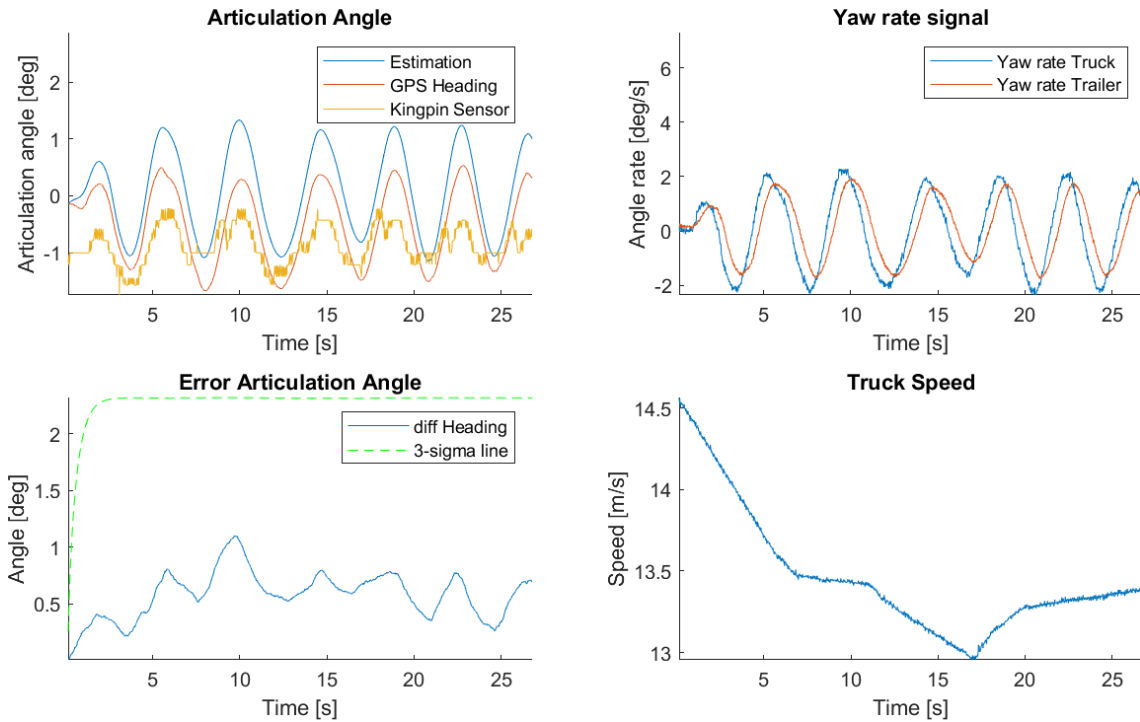 Articulation Angle
Estimation
GPS Heading
Kingpin Sensor
Articulation angle [deg]
2
1
0
-1
5
10
15
20
25
Time [s]
Yaw rate signal
Yaw rate Truck
Yaw rate Trailer
Angle rate [deg/s]
6
4
2
0
-2
5
10
15
20
25
Time [s]
Error Articulation Angle
diff Heading
3-sigma line
Angle [deg]
2
1.5
1
0.5
5
10
15
20
25
Time [s]
Truck Speed
Speed [m/s]
14.5
14
13.5
13
5
10
15
20
25
Time [s]